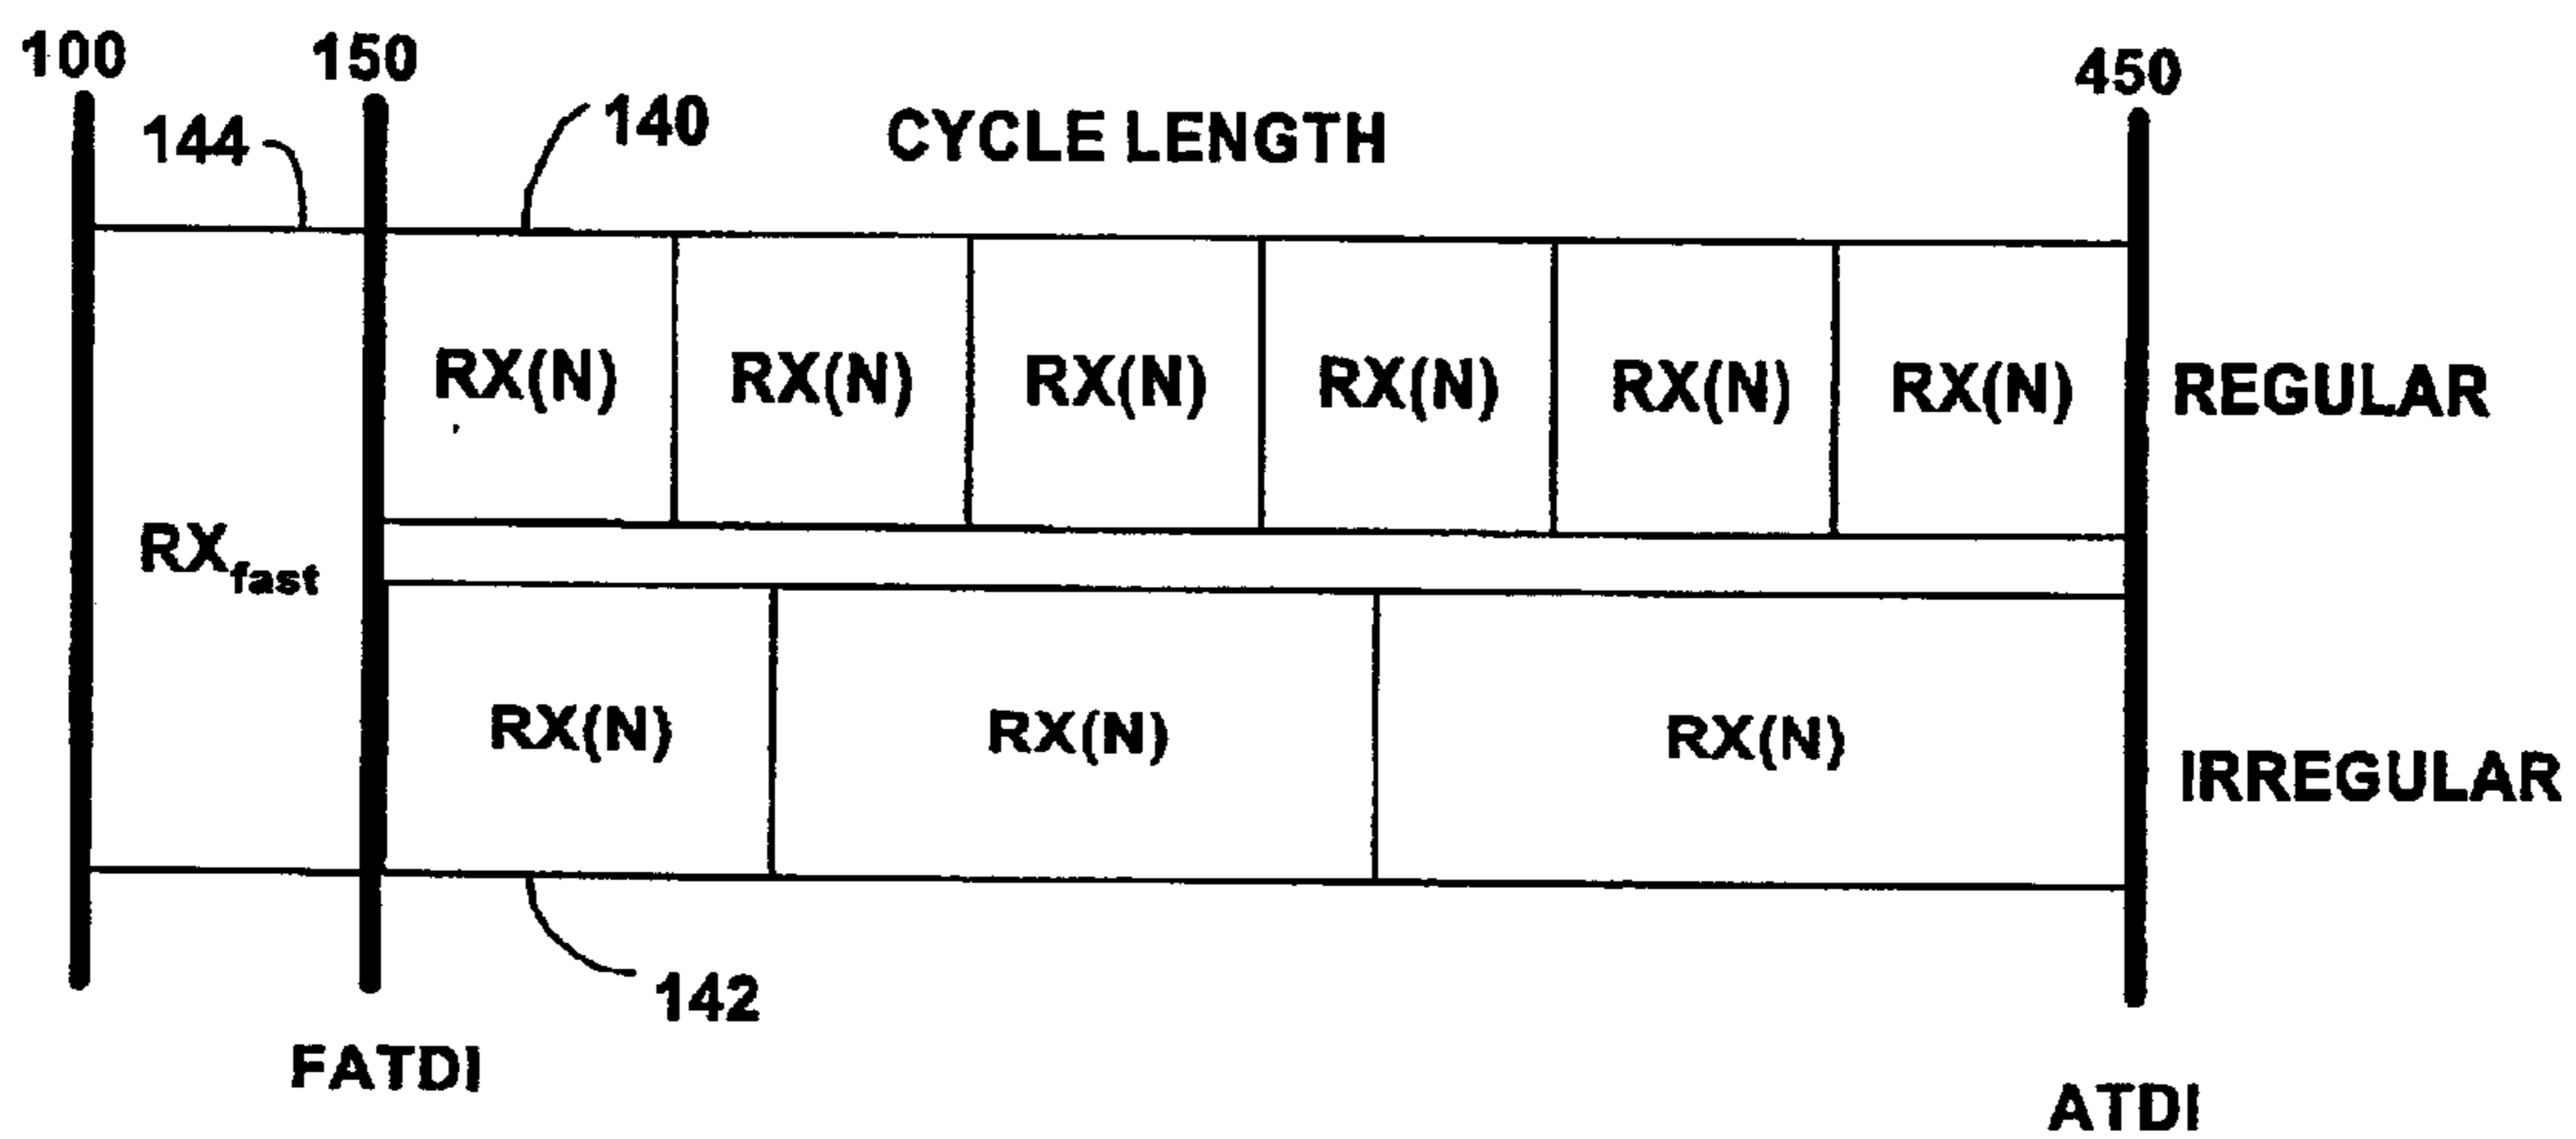 100
150
450
144
140
CYCLE LENGTH
RX(N) RX(N) RX(N) RX(N) RX(N) RX(N)
REGULAR
RXfast
RX(N) RX(N) RX(N)
IRREGULAR
142
FATDI
ATDI